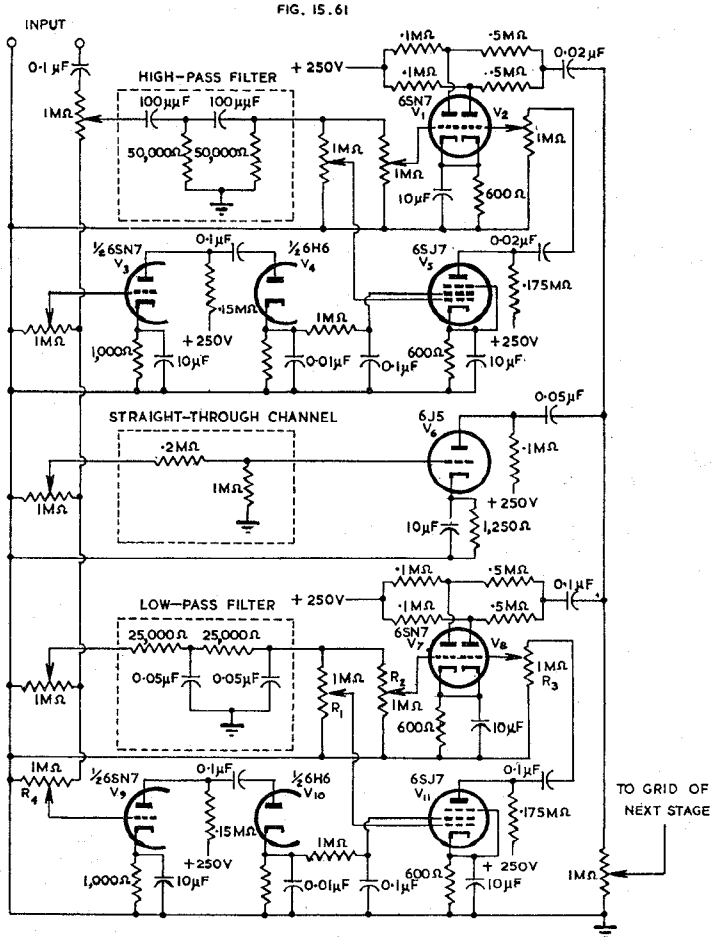 FIG. 15.61
INPUT
0·1 µF
1MΩ
HIGH-PASS FILTER
100µµF 100µµF
50,000Ω 50,000Ω
1MΩ
1MΩ
+ 250V
·1MΩ ·5MΩ
·1MΩ ·5MΩ
0·02µF
6SN7
V1 V2
1MΩ
10µF
600Ω
½6SN7
V3
0·1µF
½6H6
V4
·15MΩ
+250V
1MΩ
1MΩ
1,000Ω
10µF
0·01µF
0·1µF
6SJ7
V5
0·02µF
·175MΩ
600Ω
+250V
10µF
STRAIGHT-THROUGH CHANNEL
·2MΩ
1MΩ
1MΩ
6J5
V6
0·05µF
·1MΩ
+250V
10µF
1,250Ω
LOW-PASS FILTER
25,000Ω 25,000Ω
0·05µF 0·05µF
1MΩ
1MΩ
R1
R2
1MΩ
+ 250V
·1MΩ ·5MΩ
·1MΩ ·5MΩ
0·1µF
6SN7
V7 V8
1MΩ
R3
600Ω
10µF
1MΩ
R4
½6SN7
V9
0·1µF
½6H6
V10
·15MΩ
+250V
1MΩ
1,000Ω
10µF
0·01µF
0·1µF
6SJ7
V11
0·1µF
·175MΩ
600Ω
+ 250V
10µF
TO GRID OF
NEXT STAGE
1MΩ